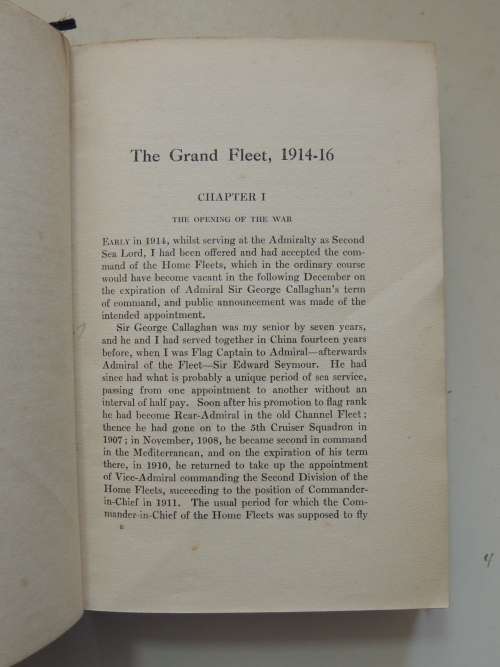 The Grand Fleet, 1914-16
CHAPTER I
THE OPENING OF THE WAR
EARLY in 1914, whilst serving at the Admiralty as Second
Sea Lord, I had been offered and had accepted the com-
mand of the Home Fleets, which in the ordinary course
would have become vacant in the following December on
the expiration of Admiral Sir George Callaghan's term
of command, and public announcement was made of the
intended appointment.
Sir George Callaghan was my senior by seven years,
and he and I had served together in China fourteen years
before, when I was Flag Captain to Admiral—afterwards
Admiral of the Fleet—Sir Edward Seymour. He had
since had what is probably a unique period of sea service,
passing from one appointment to another without an
interval of half pay. Soon after his promotion to flag rank
he had become Rear-Admiral in the old Channel Fleet;
thence he had gone on to the 5th Cruiser Squadron in
1907; in November, 1908, he became second in command
in the Mediterranean, and on the expiration of his term
there, in 1910, he returned to take up the appointment
of Vice-Admiral commanding the Second Division of the
Home Fleets, succeeding to the position of Commander-
in-Chief in 1911. The usual period for which the Com-
mander-in-Chief of the Home Fleets was supposed to fly